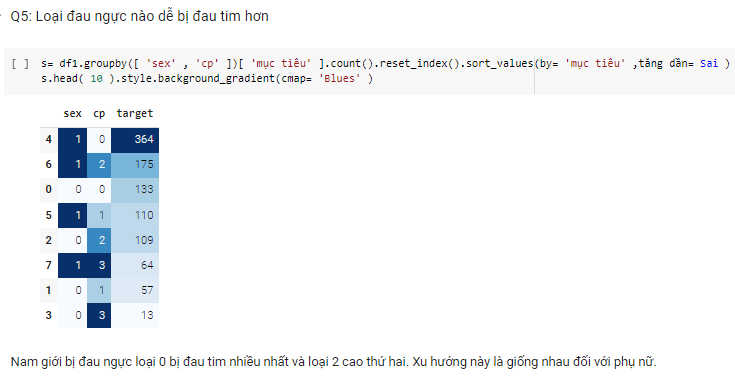 Q5: Loại đau ngực nào dễ bị đau tim hơn
[ ] s= df1.groupby([ 'sex' , 'cp' ])[ 'mục tiêu' ].count().reset_index().sort_values(by= 'mục tiêu' ,tăng dần= Sai )
s.head( 10 ).style.background_gradient(cmap= 'Blues' )
sex cp target
4 1 0 364
6 1 2 175
0 0 0 133
5 1 1 110
2 0 2 109
7 1 3 64
1 0 1 57
3 0 3 13
Nam giới bị đau ngực loại 0 bị đau tim nhiều nhất và loại 2 cao thứ hai. Xu hướng này là giống nhau đối với phụ nữ.